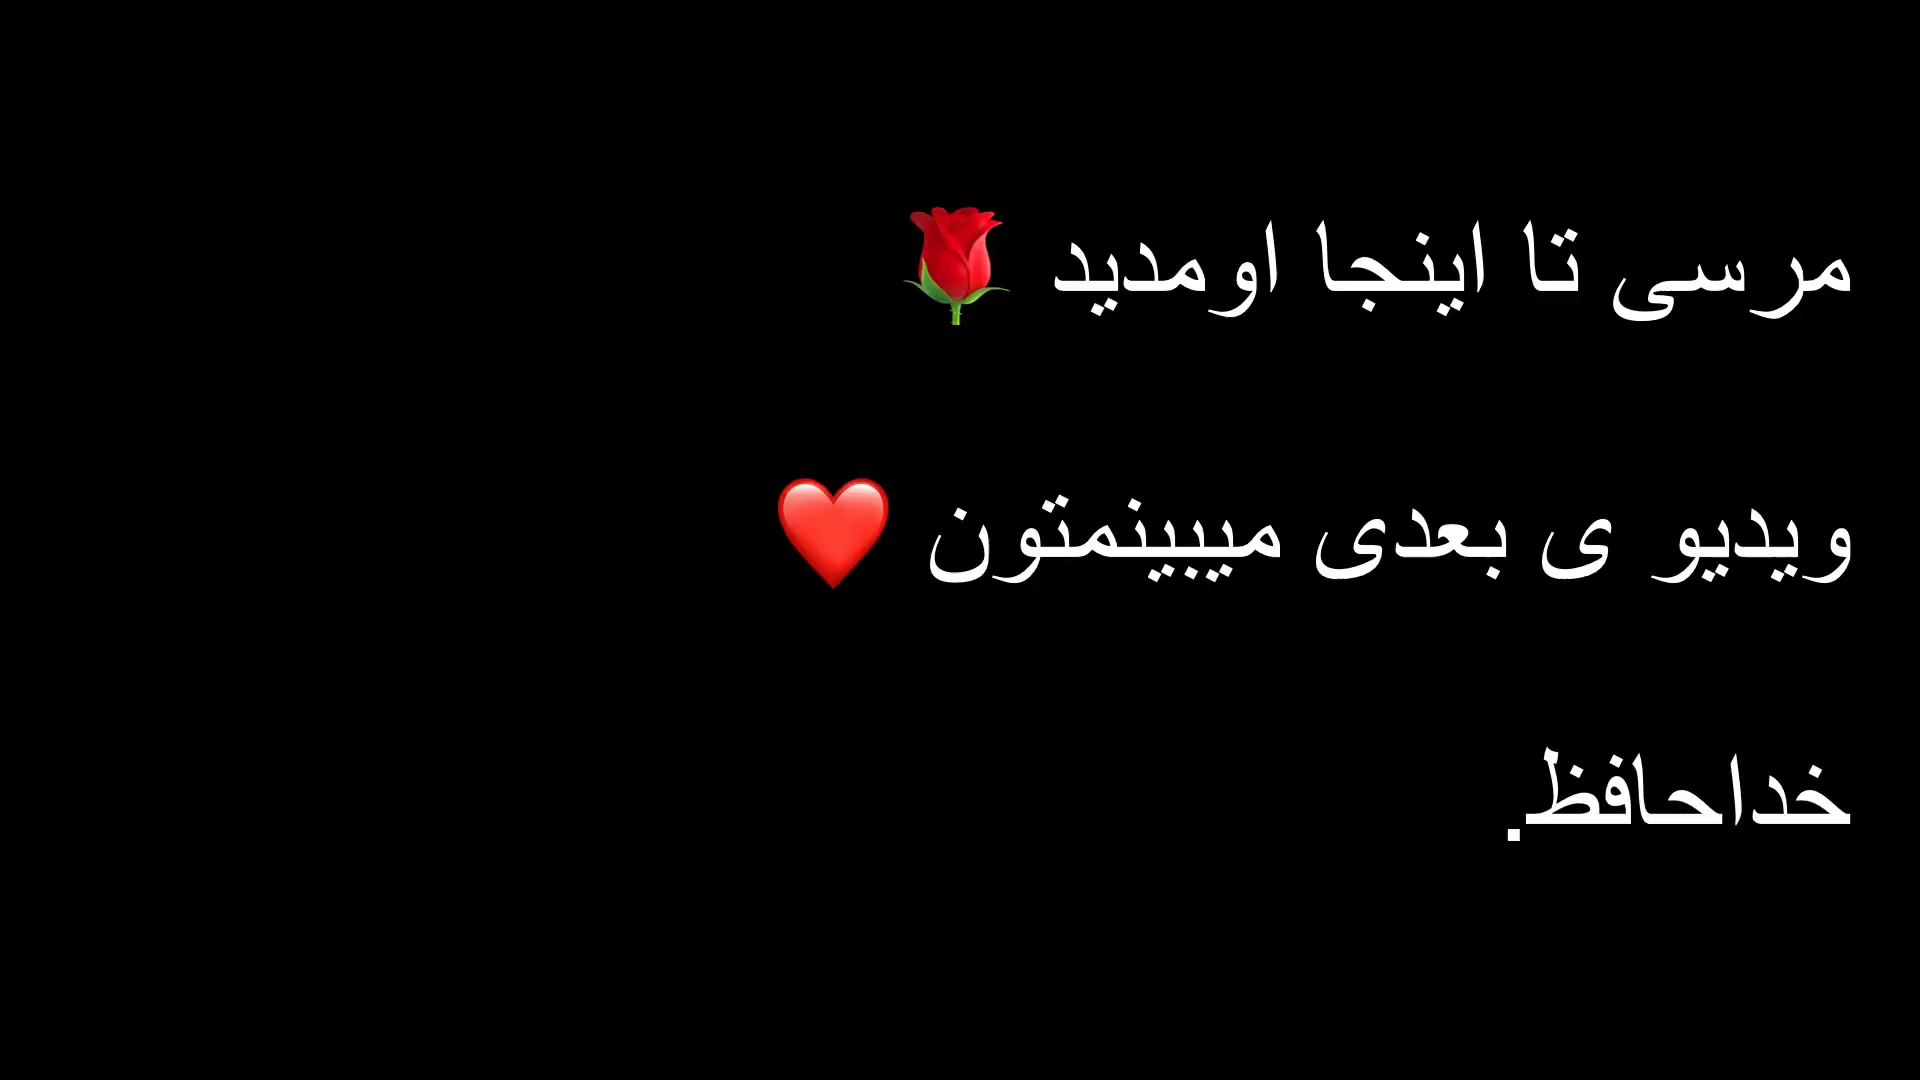 مرسی تا اینجا اومدید 🌹
ویدیو ی بعدی میبینمتون ❤️
خداحافظ.